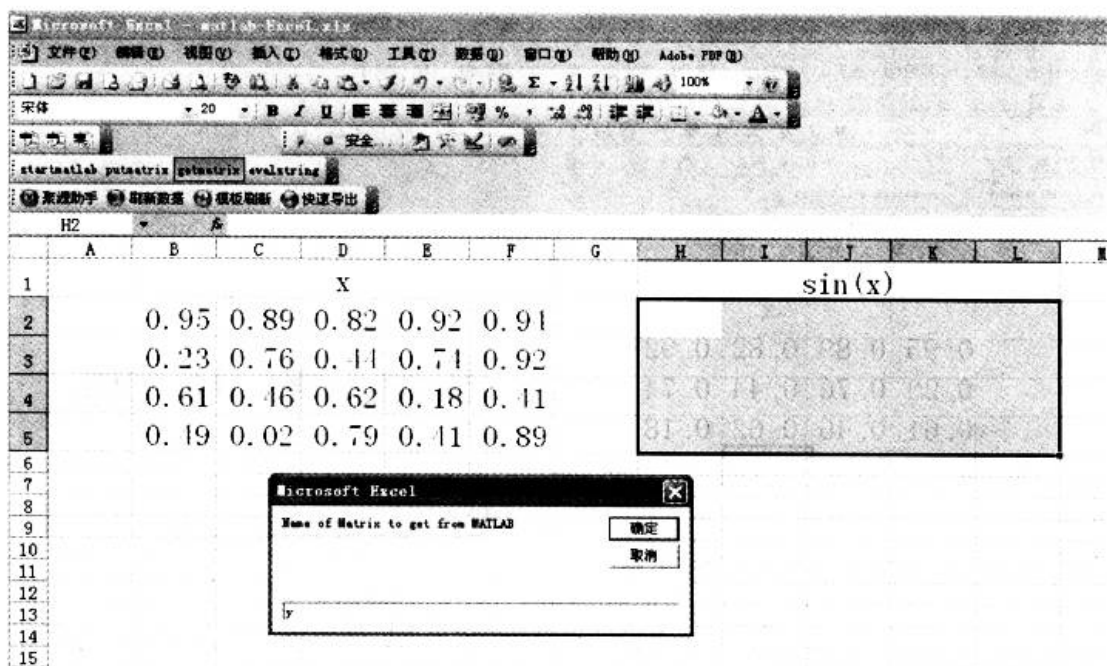 Microsoft Excel - matlab-Excel.xls
文件(F) 编辑(E) 视图(V) 插入(I) 格式(O) 工具(T) 数据(D) 窗口(W) 帮助(H) Adobe PDF(B)
100%
宋体 20 B I U % ,
安全...
startmatlab putmatrix getmatrix evalstring
刷新数据 模板刷新 快速导出
H2 fx
A B C D E F G H I J K L M
1 x sin(x)
2 0.95 0.89 0.82 0.92 0.91
3 0.23 0.76 0.44 0.74 0.92
4 0.61 0.46 0.62 0.18 0.41
5 0.49 0.02 0.79 0.41 0.89
6
7
8
9
10
11
12
13
14
15
Microsoft Excel
Name of Matrix to get from MATLAB
确定
取消
y